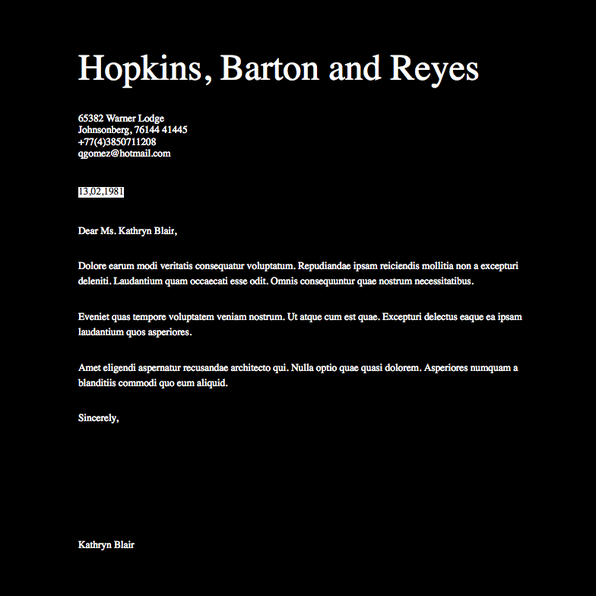 Hopkins, Barton and Reyes
65382 Warner Lodge
Johnsonberg, 76144 41445
+77(4)3850711208
qgomez@hotmail.com
13,02,1981
Dear Ms. Kathryn Blair,
Dolore earum modi veritatis consequatur voluptatum. Repudiandae ipsam reiciendis mollitia non a excepturi
deleniti. Laudantium quam occaecati esse odit. Omnis consequuntur quae nostrum necessitatibus.
Eveniet quas tempore voluptatem veniam nostrum. Ut atque cum est quae. Excepturi delectus eaque ea ipsam
laudantium quos asperiores.
Amet eligendi aspernatur recusandae architecto qui. Nulla optio quae quasi dolorem. Asperiores numquam a
blanditiis commodi quo eum aliquid.
Sincerely,
Kathryn Blair